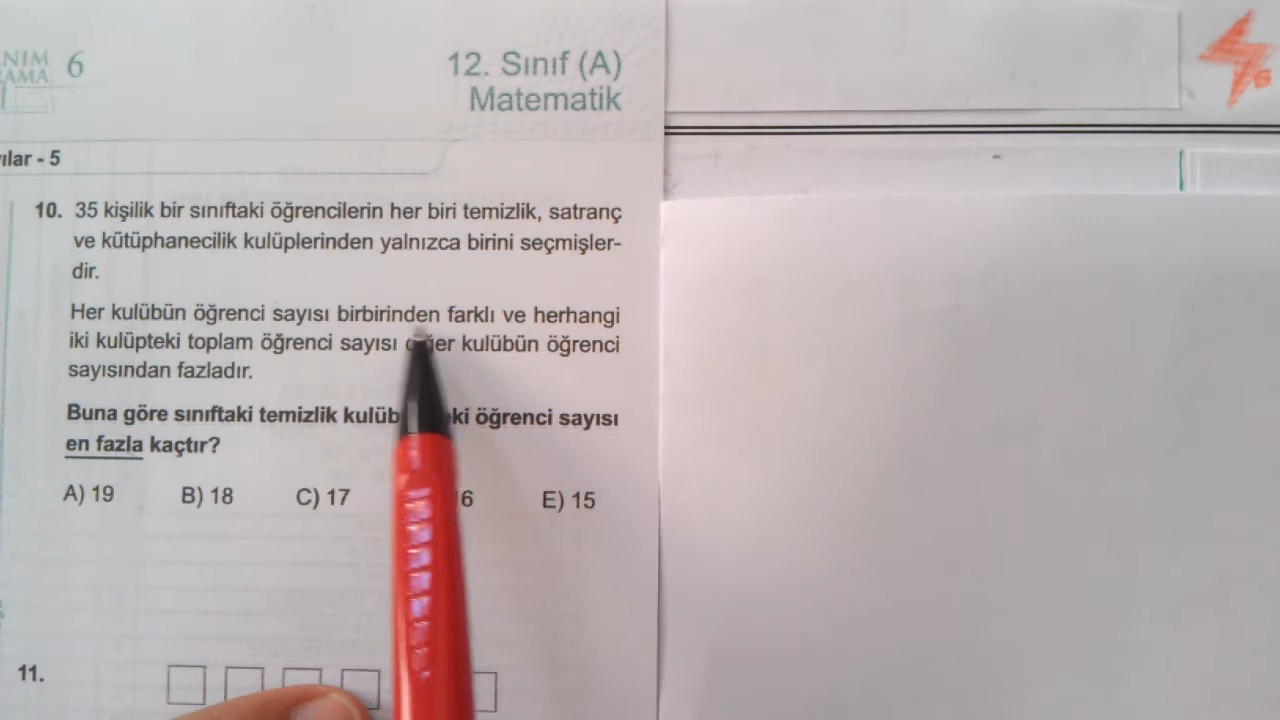 6
12. Sınıf (A)
Matematik
- 5
10. 35 kişilik bir sınıftaki öğrencilerin her biri temizlik, satranç
ve kütüphanecilik kulüplerinden yalnızca birini seçmişler-
dir.
Her kulübün öğrenci sayısı birbirinden farklı ve herhangi
iki kulüpteki toplam öğrenci sayısı diğer kulübün öğrenci
sayısından fazladır.
Buna göre sınıftaki temizlik öğrenci sayısı
en fazla kaçtır?
A) 19 B) 18 C) 17 E) 15
11.